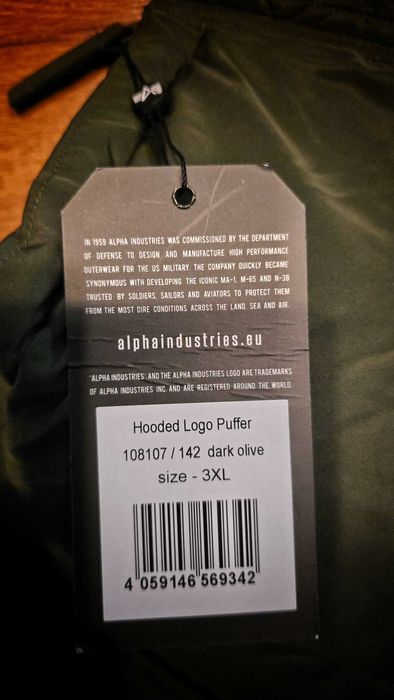 IN 1959 ALPHA INDUSTRIES WAS COMMISSIONED BY THE DEPARTMENT
OF DEFENSE TO DESIGN AND MANUFACTURE HIGH PERFORMANCE
OUTERWEAR FOR THE US MILITARY. THE COMPANY QUICKLY BECAME
SYNONYMOUS WITH DEVELOPING THE ICONIC MA-1, M-65 AND N-3B
TRUSTED BY SOLDIERS, SAILORS AND AVIATORS TO PROTECT THEM
FROM THE MOST DIRE CONDITIONS ACROSS THE LAND, SEA AND AIR.
alphaindustries.eu
'ALPHA INDUSTRIES' AND THE ALPHA INDUSTRIES LOGO ARE TRADEMARKS
OF ALPHA INDUSTRIES INC. AND ARE REGISTERED AROUND THE WORLD.
Hooded Logo Puffer
108107 / 142 dark olive
size - 3XL
4 059146 569342